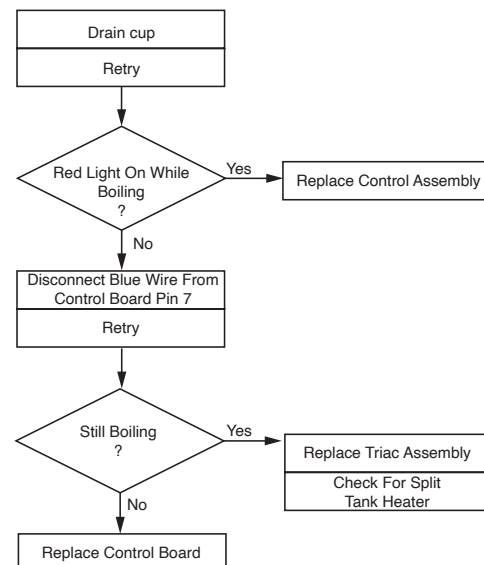 Drain cup
Retry
Red Light On While
Boiling
?
Yes
Replace Control Assembly
No
Disconnect Blue Wire From
Control Board Pin 7
Retry
Still Boiling
?
Yes
Replace Triac Assembly
Check For Split
Tank Heater
No
Replace Control Board